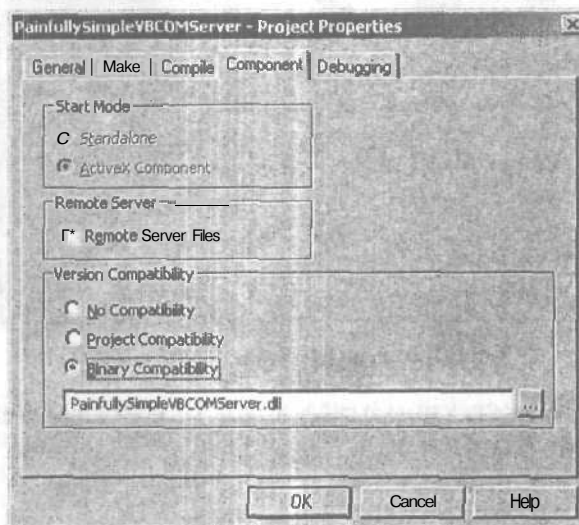 PainfullySimpleVBCOMServer - Project Properties
General | Make | Compile Component Debugging
Start Mode
C Standalone
ActiveX Component
Remote Server
Г* Remote Server Files
Version Compatibility
No Compatibility
Project Compatibility
Binary Compatibility
PainfullySimpleVBCOMServer.dll
...
OK Cancel Help